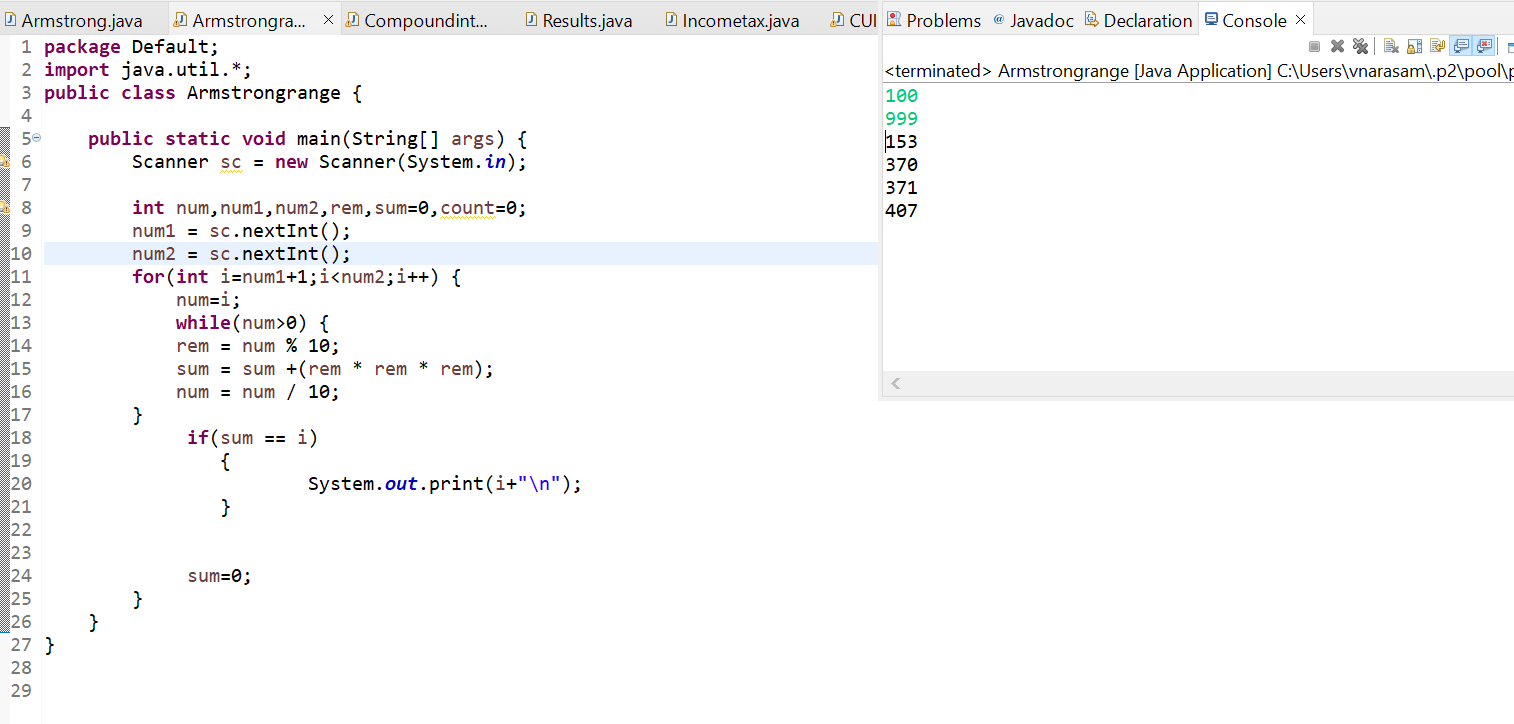 Armstrong.java Armstrongra... Compoundint... Results.java Incometax.java CUI
1 package Default;
2 import java.util.*;
3 public class Armstrongrange {
4
5 public static void main(String[] args) {
6 Scanner sc = new Scanner(System.in);
7
8 int num,num1,num2,rem,sum=0,count=0;
9 num1 = sc.nextInt();
10 num2 = sc.nextInt();
11 for(int i=num1+1;i<num2;i++) {
12 num=i;
13 while(num>0) {
14 rem = num % 10;
15 sum = sum +(rem * rem * rem);
16 num = num / 10;
17 }
18 if(sum == i)
19 {
20 System.out.print(i+"\n");
21 }
22
23
24 sum=0;
25 }
26 }
27 }
28
29
Problems @ Javadoc Declaration Console
<terminated> Armstrongrange [Java Application] C:\Users\vnarasam\.p2\pool\p
100
999
153
370
371
407